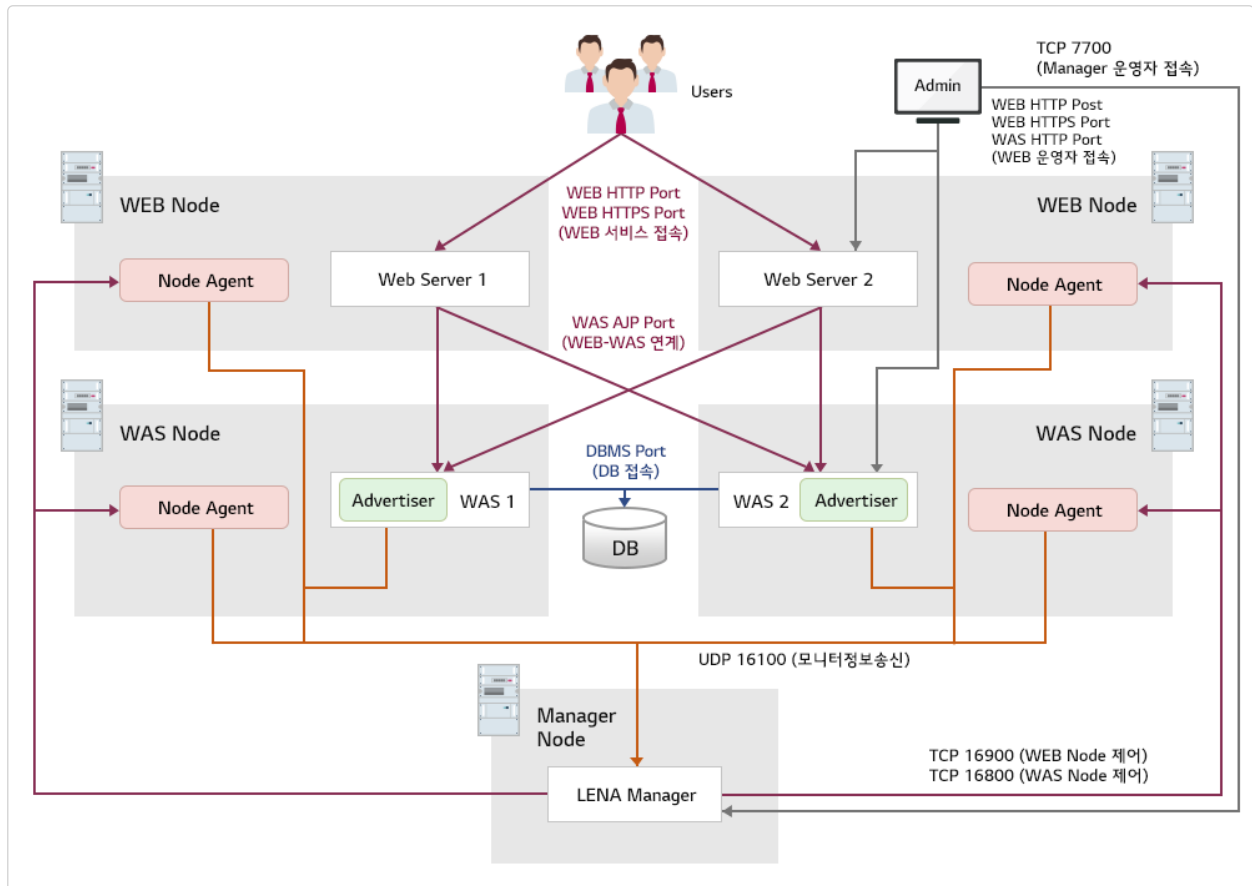 TCP 7700
(Manager 운영자 접속)
Users
Admin
WEB HTTP Post
WEB HTTPS Port
WAS HTTP Port
(WEB 운영자 접속)
WEB Node
WEB HTTP Port
WEB HTTPS Port
(WEB 서비스 접속)
WEB Node
Node Agent
Web Server 1
Web Server 2
Node Agent
WAS AJP Port
(WEB-WAS 연계)
WAS Node
WAS Node
DBMS Port
(DB 접속)
Node Agent
Advertiser
WAS 1
WAS 2
Advertiser
Node Agent
DB
UDP 16100 (모니터정보송신)
Manager
Node
TCP 16900 (WEB Node 제어)
TCP 16800 (WAS Node 제어)
LENA Manager